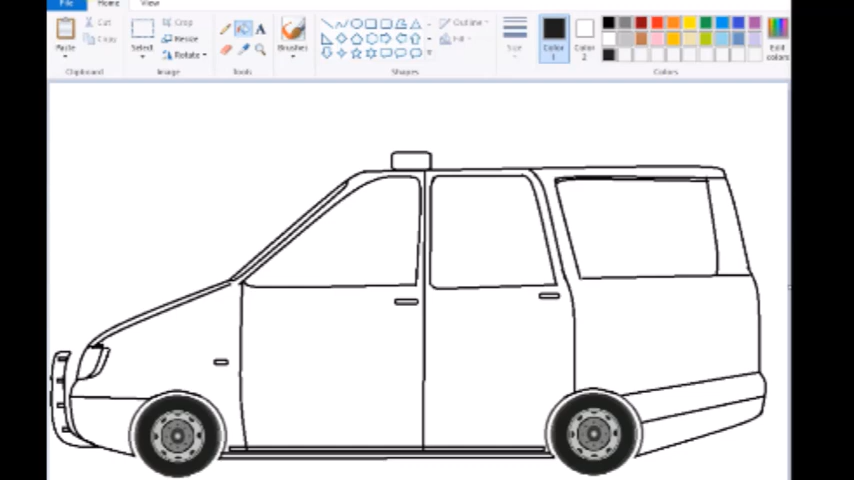 File Home View
Paste
Cut
Copy
Clipboard
Select
Crop
Resize
Rotate
Image
Tools
Brushes
Shapes
Outline
Fill
Size
Color 1
Color 2
Edit colors
Colors